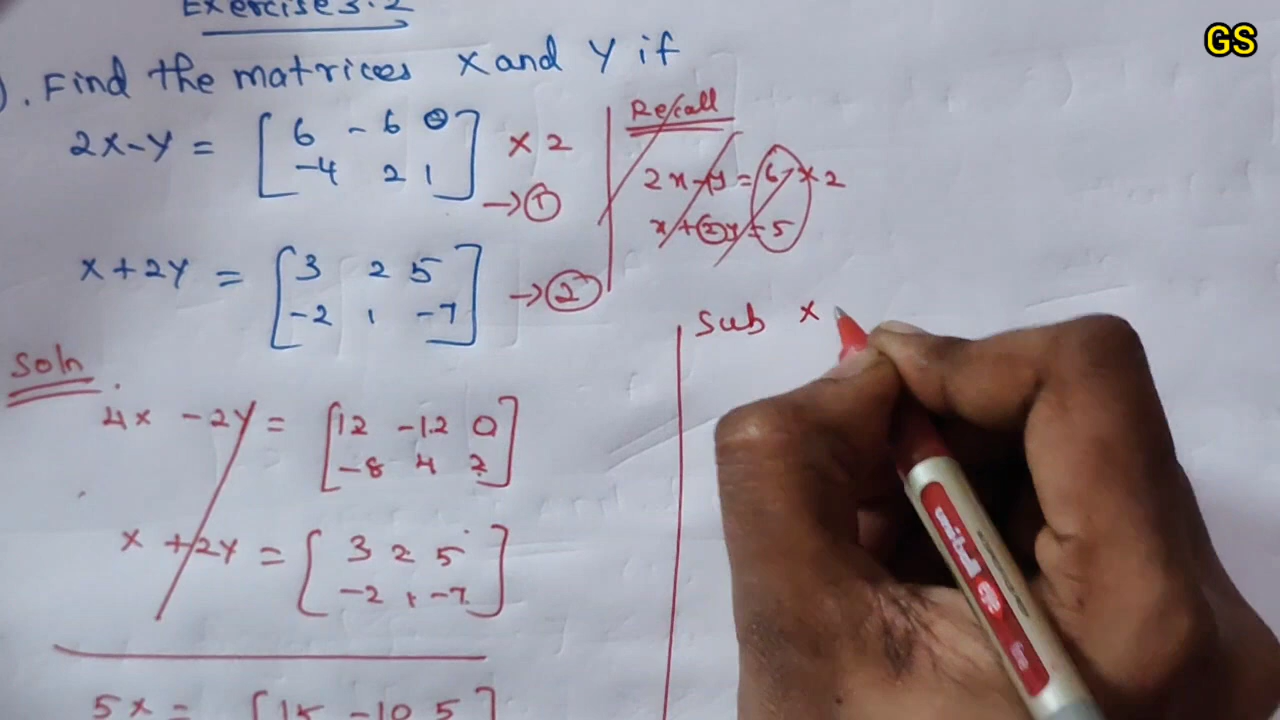 Exercise 3.2
). Find the matrices X and Y if
2X-Y = [ 6 -6 0 ] × 2
-4 2 1 → ①
X+2Y = [ 3 2 5 ]
-2 1 -7 → ②
Recall
2x-y = 6 × 2
x+2y = 5
Soln
4X -2Y = [ 12 -12 0 ]
-8 4 2
X +2Y = [ 3 2 5 ]
-2 1 -7
5X = [ 15 -10 5 ]
Sub X
GS